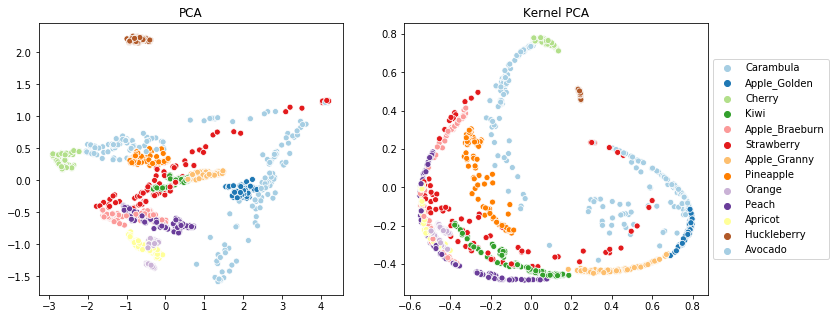 PCA
2.0
1.5
1.0
0.5
0.0
−0.5
−1.0
−1.5
−3 −2 −1 0 1 2 3 4
Kernel PCA
0.8
0.6
0.4
0.2
0.0
−0.2
−0.4
−0.6 −0.4 −0.2 0.0 0.2 0.4 0.6 0.8
Carambula
Apple_Golden
Cherry
Kiwi
Apple_Braeburn
Strawberry
Apple_Granny
Pineapple
Orange
Peach
Apricot
Huckleberry
Avocado